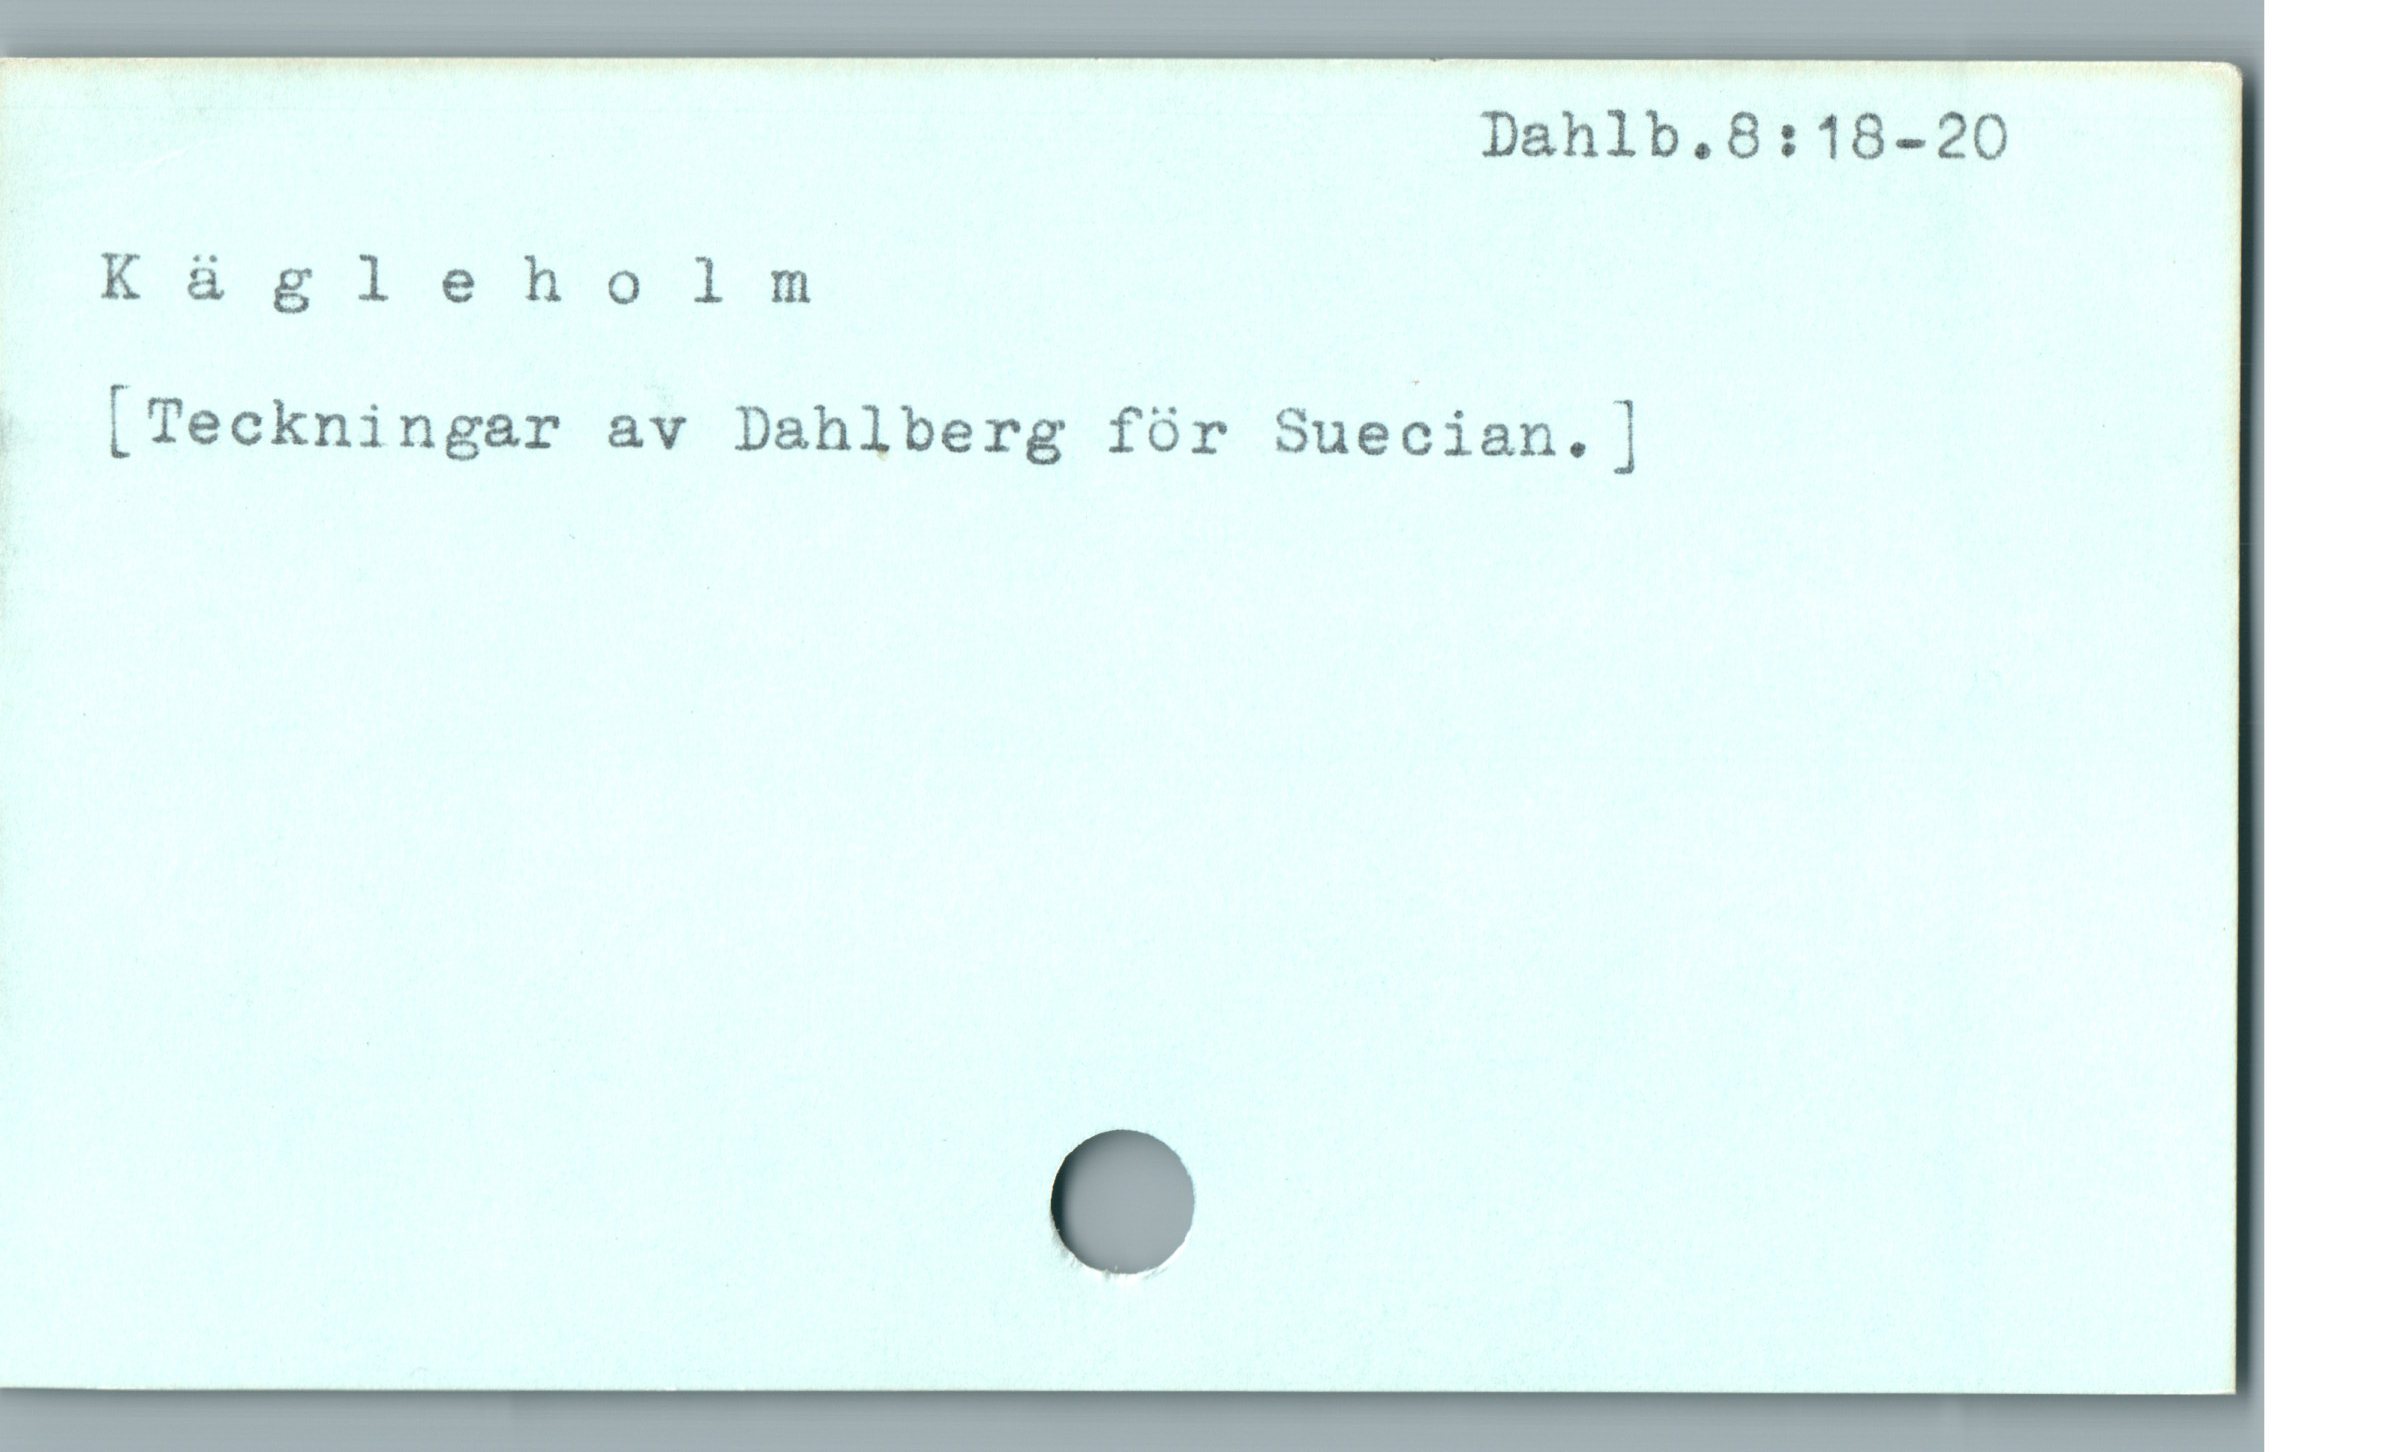 Dahlb.8:18-20
K ä g l e h o l m
[Teckningar av Dahlberg för Suecian.]